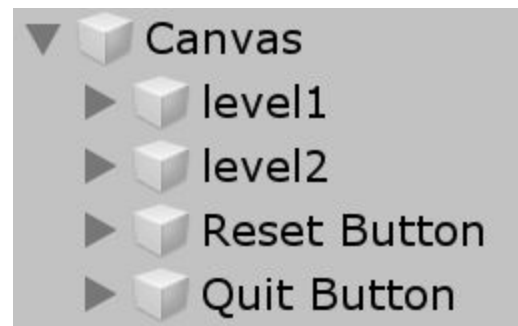 Canvas
level1
level2
Reset Button
Quit Button